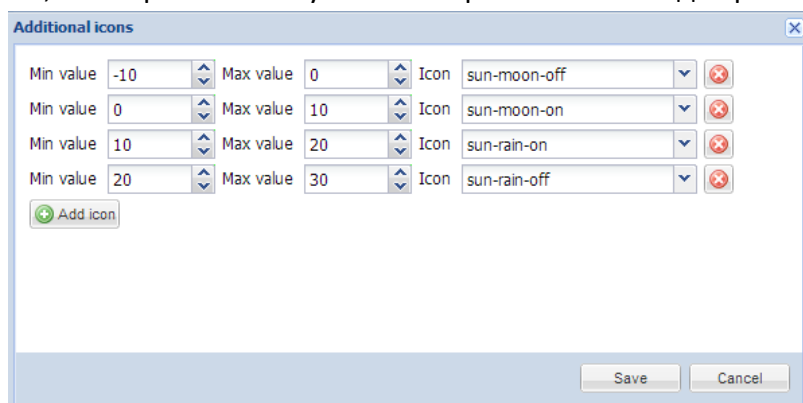 Additional icons
Min value -10 Max value 0 Icon sun-moon-off
Min value 0 Max value 10 Icon sun-moon-on
Min value 10 Max value 20 Icon sun-rain-on
Min value 20 Max value 30 Icon sun-rain-off
Add icon
Save Cancel